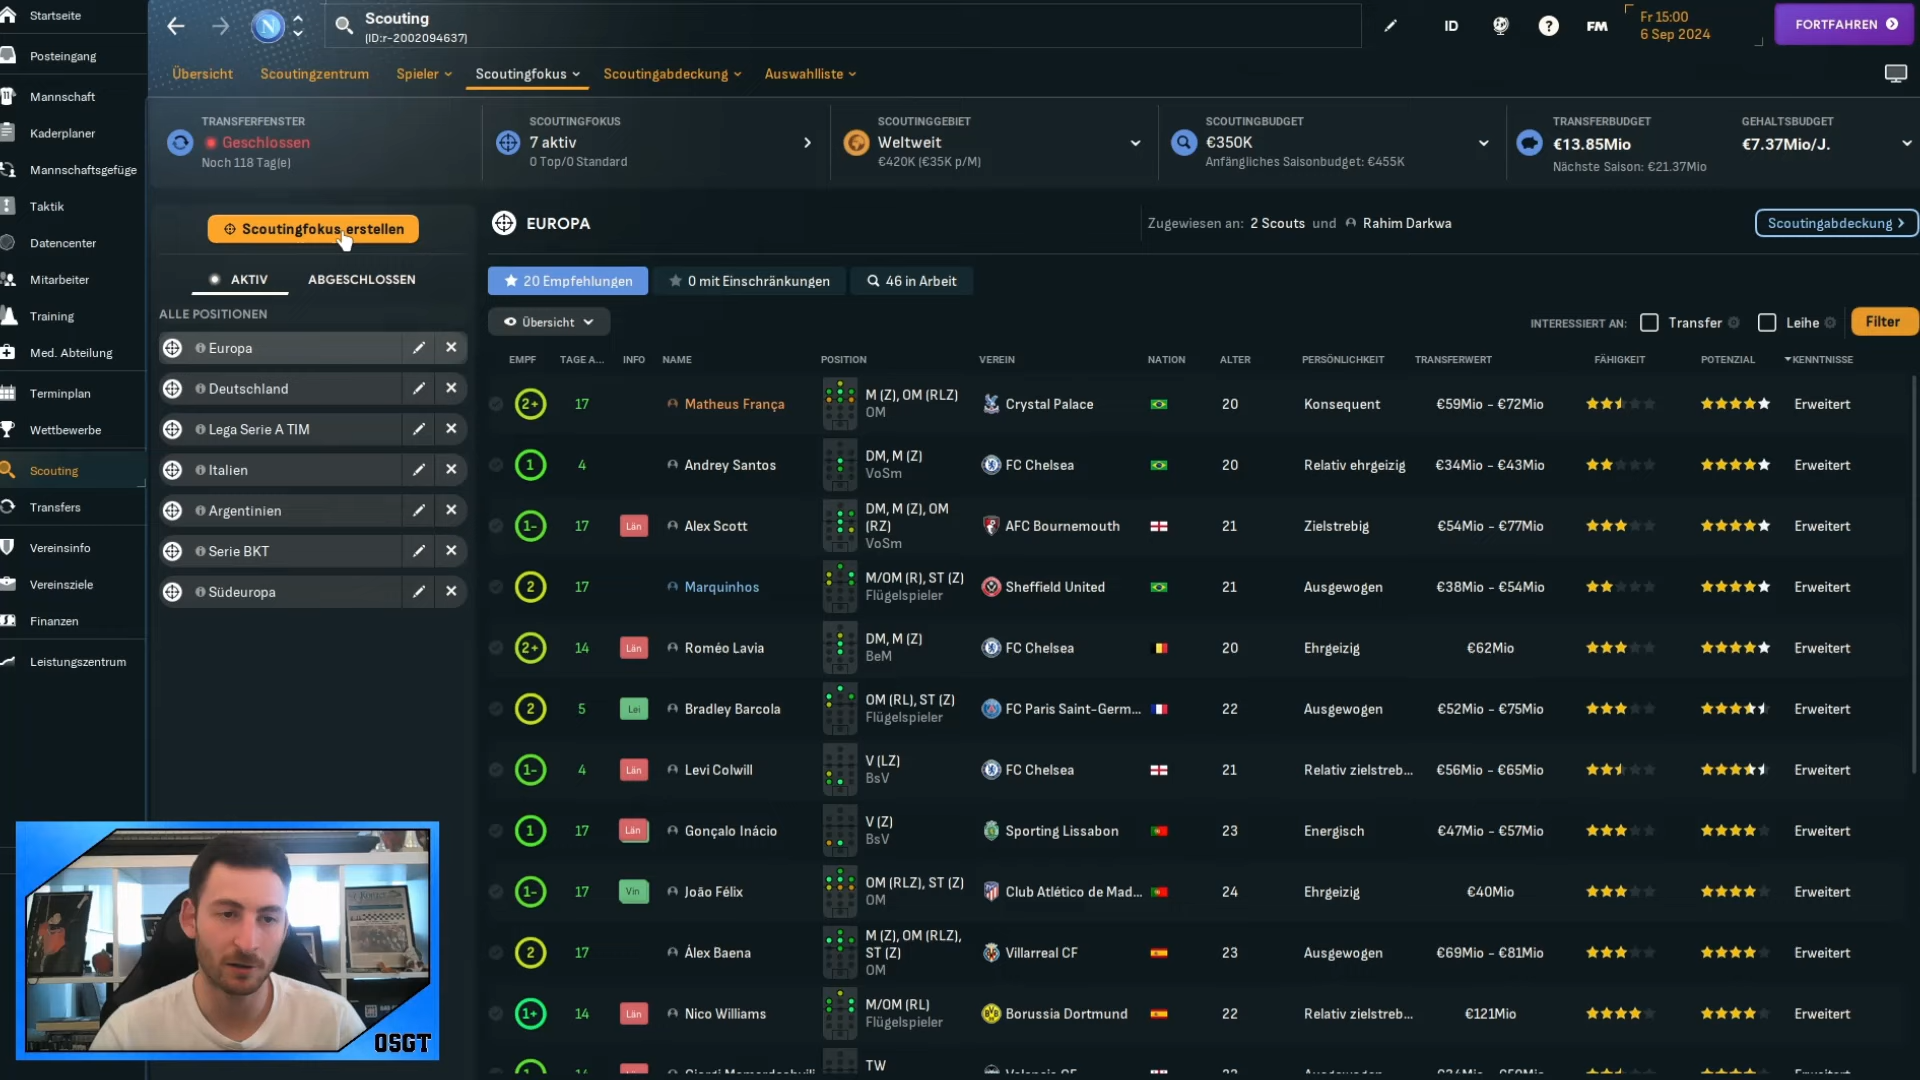 Startseite
Posteingang
Mannschaft
Kaderplaner
Mannschaftsgefüge
Taktik
Datencenter
Mitarbeiter
Training
Med. Abteilung
Terminplan
Wettbewerbe
Scouting
Transfers
Vereinsinfo
Vereinsziele
Finanzen
Leistungszentrum
Scouting
(ID:r-2002094637)
ID
FM
Fr 15:00
6 Sep 2024
FORTFAHREN
Übersicht
Scoutingzentrum
Spieler
Scoutingfokus
Scoutingabdeckung
Auswahlliste
TRANSFERFENSTER
Geschlossen
Noch 118 Tag(e)
SCOUTINGFOKUS
7 aktiv
0 Top/0 Standard
SCOUTINGGEBIET
Weltweit
€420K (€35K p/M)
SCOUTINGBUDGET
€350K
Anfängliches Saisonbudget: €455K
TRANSFERBUDGET
€13.85Mio
Nächste Saison: €21.37Mio
GEHALTSBUDGET
€7.37Mio/J.
Scoutingfokus erstellen
AKTIV
ABGESCHLOSSEN
ALLE POSITIONEN
Europa
Deutschland
Lega Serie A TIM
Italien
Argentinien
Serie BKT
Südeuropa
EUROPA
Zugewiesen an: 2 Scouts und Rahim Darkwa
Scoutingabdeckung >
20 Empfehlungen
0 mit Einschränkungen
46 in Arbeit
Übersicht
INTERESSIERT AN: Transfer Leihe
Filter
EMPF TAGE A... INFO NAME POSITION VEREIN NATION ALTER PERSÖNLICHKEIT TRANSFERWERT FÄHIGKEIT POTENZIAL KENNTNISSE
2+ 17 Matheus França M (Z), OM (RLZ) OM Crystal Palace 20 Konsequent €59Mio - €72Mio Erweitert
1 4 Andrey Santos DM, M (Z) VoSm FC Chelsea 20 Relativ ehrgeizig €34Mio - €43Mio Erweitert
1- 17 Län Alex Scott DM, M (Z), OM (RZ) VoSm AFC Bournemouth 21 Zielstrebig €54Mio - €77Mio Erweitert
2 17 Marquinhos M/OM (R), ST (Z) Flügelspieler Sheffield United 21 Ausgewogen €38Mio - €54Mio Erweitert
2+ 14 Län Roméo Lavia DM, M (Z) BeM FC Chelsea 20 Ehrgeizig €62Mio Erweitert
2 5 Lei Bradley Barcola OM (RL), ST (Z) Flügelspieler FC Paris Saint-Germ... 22 Ausgewogen €52Mio - €75Mio Erweitert
1- 4 Län Levi Colwill V (LZ) BsV FC Chelsea 21 Relativ zielstreb... €56Mio - €65Mio Erweitert
1 17 Län Gonçalo Inácio V (Z) BsV Sporting Lissabon 23 Energisch €47Mio - €57Mio Erweitert
1- 17 Vin João Félix OM (RLZ), ST (Z) OM Club Atlético de Mad... 24 Ehrgeizig €40Mio Erweitert
2 17 Álex Baena M (Z), OM (RLZ), ST (Z) OM Villarreal CF 23 Ausgewogen €69Mio - €81Mio Erweitert
1+ 14 Län Nico Williams M/OM (RL) Flügelspieler Borussia Dortmund 22 Relativ zielstreb... €121Mio Erweitert
TW
OSGT